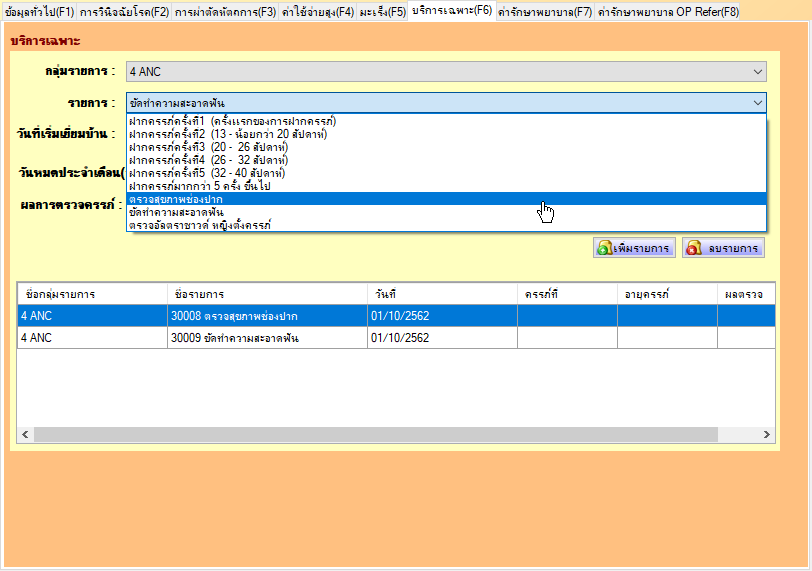 ข้อมูลทั่วไป(F1) การวินิจฉัยโรค(F2) การผ่าตัดหัตถการ(F3) ค่าใช้จ่ายสูง(F4) มะเร็ง(F5) บริการเฉพาะ(F6) ค่ารักษาพยาบาล(F7) ค่ารักษาพยาบาล OP Refer(F8)
บริการเฉพาะ
กลุ่มรายการ : 4 ANC
รายการ : ขัดทำความสะอาดฟัน
ฝากครรภ์ครั้งที่1 (ครั้งแรกของการฝากครรภ์)
วันที่เริ่มเยี่ยมบ้าน : ฝากครรภ์ครั้งที่2 (13 - น้อยกว่า 20 สัปดาห์)
ฝากครรภ์ครั้งที่3 (20 - 26 สัปดาห์)
ฝากครรภ์ครั้งที่4 (26 - 32 สัปดาห์)
วันหมดประจำเดือน( ฝากครรภ์ครั้งที่5 (32 - 40 สัปดาห์)
ฝากครรภ์มากกว่า 5 ครั้ง ขึ้นไป
ผลการตรวจครรภ์ : ตรวจสุขภาพช่องปาก
ขัดทำความสะอาดฟัน
ตรวจอัลตราซาวด์ หญิงตั้งครรภ์
เพิ่มรายการ ลบรายการ
ชื่อกลุ่มรายการ ชื่อรายการ วันที่ ครรภ์ที่ อายุครรภ์ ผลตรวจ
4 ANC 30008 ตรวจสุขภาพช่องปาก 01/10/2562
4 ANC 30009 ขัดทำความสะอาดฟัน 01/10/2562